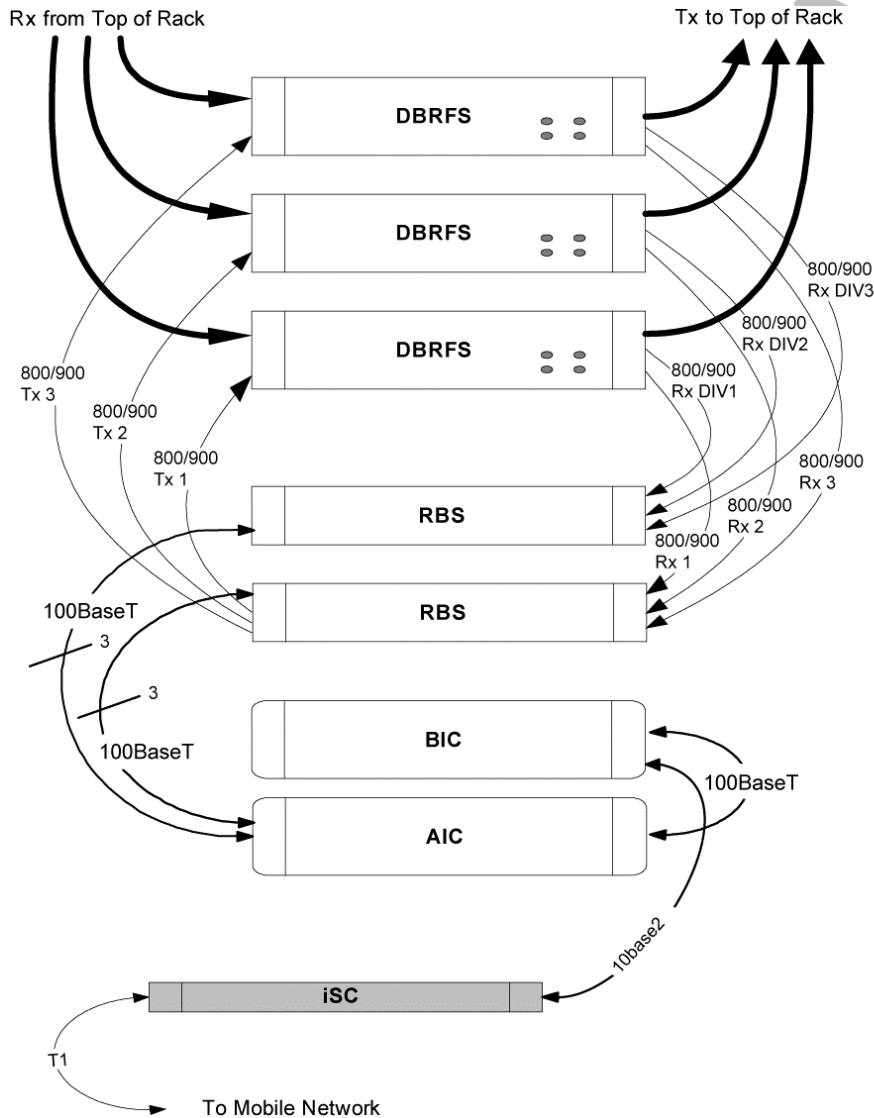 Rx from Top of Rack
Tx to Top of Rack
DBRFS
DBRFS
800/900
Rx DIV3
800/900
Rx DIV2
DBRFS
800/900
Rx DIV1
800/900
Tx 3
800/900
Tx 2
800/900
Tx 1
800/900
Rx 3
800/900
Rx 2
RBS
800/900
Rx 1
100BaseT
RBS
3
3
100BaseT
BIC
100BaseT
AIC
10base2
iSC
T1
To Mobile Network